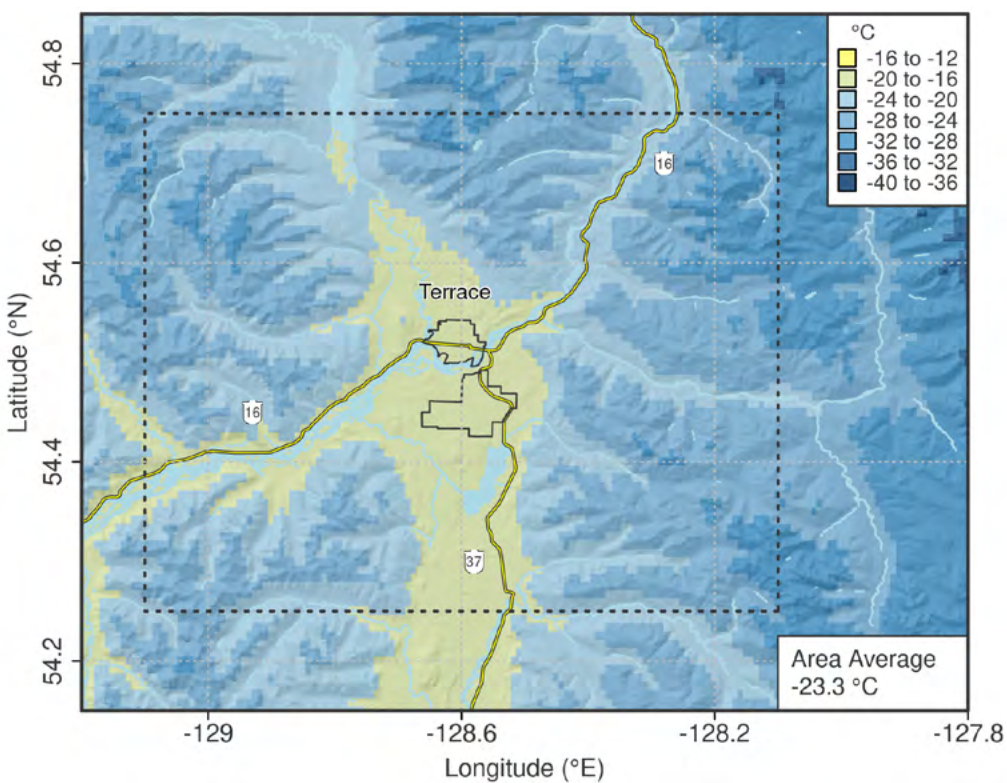 °C
-16 to -12
-20 to -16
-24 to -20
-28 to -24
-32 to -28
-36 to -32
-40 to -36
16
Terrace
16
37
Area Average
-23.3 °C
54.8
54.6
54.4
54.2
Latitude (°N)
-129
-128.6
-128.2
-127.8
Longitude (°E)